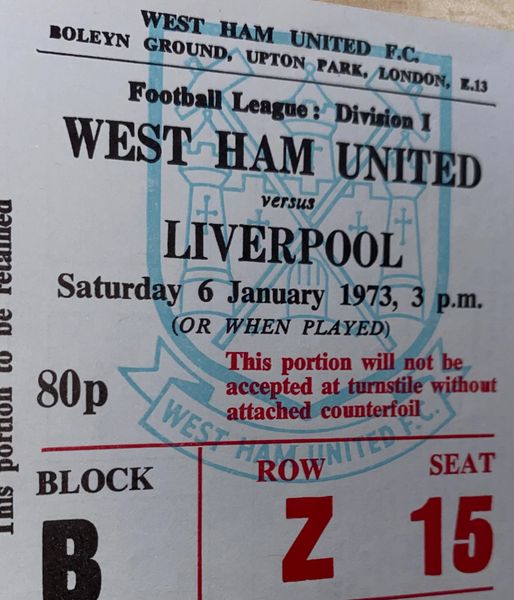 WEST HAM UNITED F.C.
BOLEYN GROUND, UPTON PARK, LONDON, E.13
Football League: Division I
WEST HAM UNITED
versus
LIVERPOOL
Saturday 6 January 1973, 3 p.m.
(OR WHEN PLAYED)
80p
This portion will not be
accepted at turnstile without
attached counterfoil
WEST HAM UNITED F.C.
BLOCK ROW SEAT
B Z 15
This portion to be retained